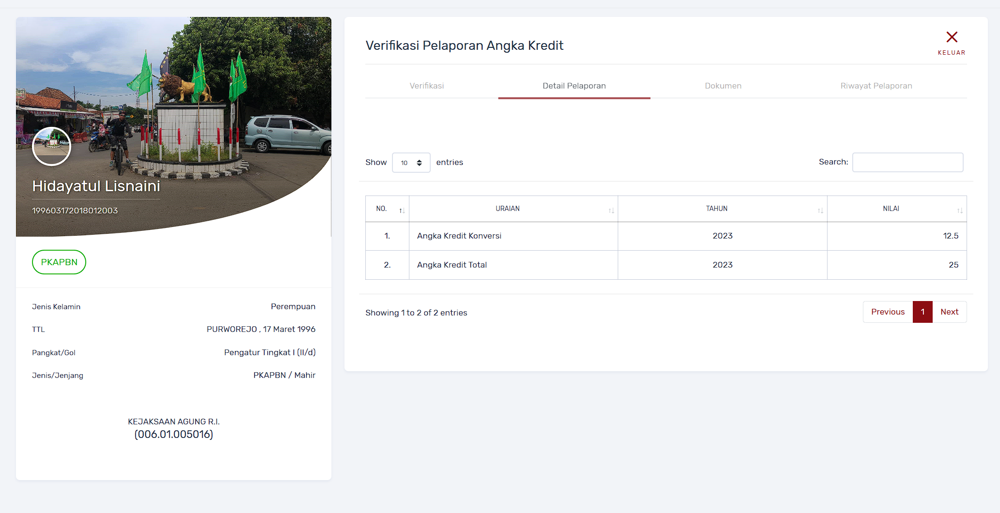 Hidayatul Lisnaini
199603172018012003
PKAPBN
Jenis Kelamin Perempuan
TTL PURWOREJO , 17 Maret 1996
Pangkat/Gol Pengatur Tingkat I (II/d)
Jenis/Jenjang PKAPBN / Mahir
KEJAKSAAN AGUNG R.I.
(006.01.005016)
Verifikasi Pelaporan Angka Kredit
KELUAR
Verifikasi Detail Pelaporan Dokumen Riwayat Pelaporan
Show 10 entries Search:
NO. URAIAN TAHUN NILAI
1. Angka Kredit Konversi 2023 12.5
2. Angka Kredit Total 2023 25
Showing 1 to 2 of 2 entries Previous 1 Next